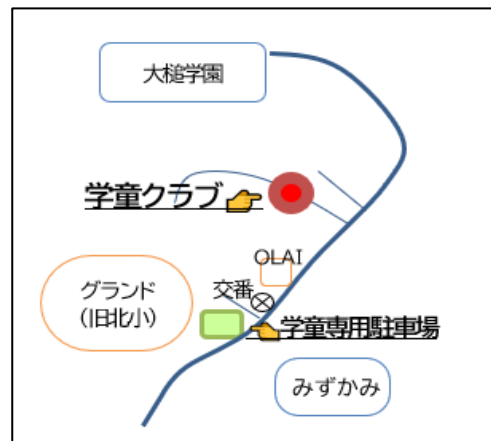 大槌学園
学童クラブ
OLAI
交番
グランド
(旧北小)
学童専用駐車場
みずかみ